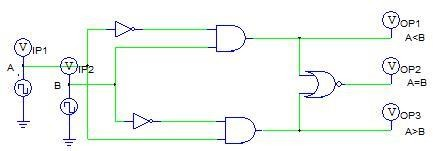 V OP1
A<B
V IP1
V IP2
A
B
V OP2
A=B
V OP3
A>B